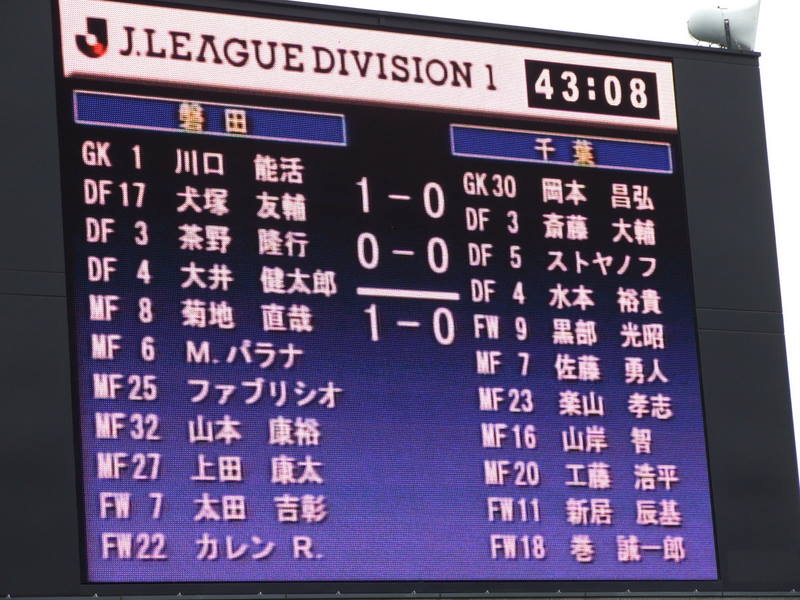 J.LEAGUE DIVISION 1 43:08
磐田
GK 1 川口 能活
DF 17 犬塚 友輔
DF 3 茶野 隆行
DF 4 大井 健太郎
MF 8 菊地 直哉
MF 6 M.パラナ
MF 25 ファブリシオ
MF 32 山本 康裕
MF 27 上田 康太
FW 7 太田 吉彰
FW 22 カレン R.
1 - 0
0 - 0
1 - 0
千葉
GK 30 岡本 昌弘
DF 3 斎藤 大輔
DF 5 ストヤノフ
DF 4 水本 裕貴
FW 9 黒部 光昭
MF 7 佐藤 勇人
MF 23 楽山 孝志
MF 16 山岸 智
MF 20 工藤 浩平
FW 11 新居 辰基
FW 18 巻 誠一郎